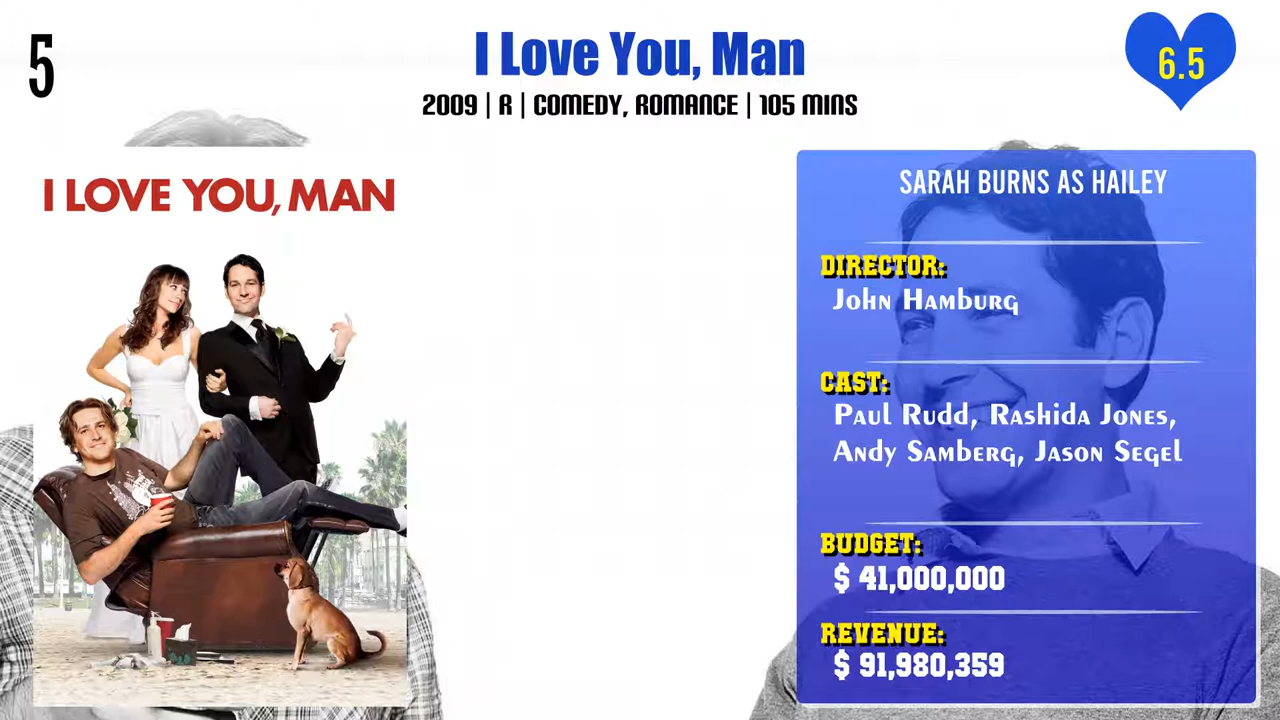 5
I Love You, Man
6.5
2009 | R | COMEDY, ROMANCE | 105 MINS
I LOVE YOU, MAN
SARAH BURNS AS HAILEY
DIRECTOR:
John Hamburg
CAST:
Paul Rudd, Rashida Jones,
Andy Samberg, Jason Segel
BUDGET:
$ 41,000,000
REVENUE:
$ 91,980,359